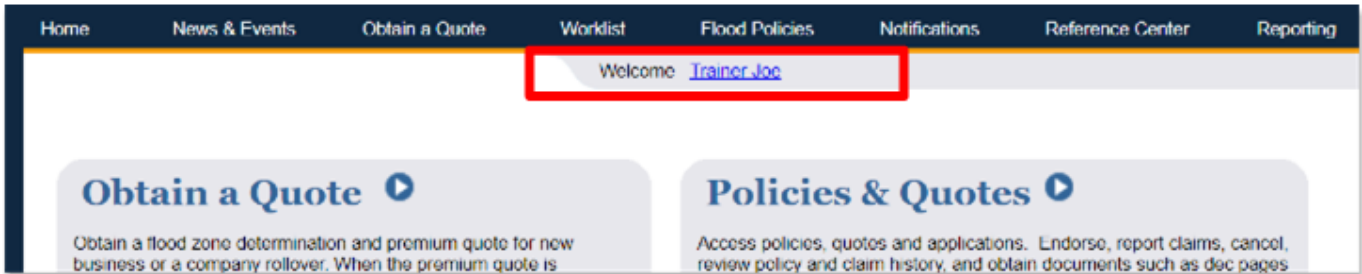 Home News & Events Obtain a Quote Worklist Flood Policies Notifications Reference Center Reporting
Welcome Trainer Joe
Obtain a Quote
Policies & Quotes
Obtain a flood zone determination and premium quote for new
business or a company rollover. When the premium quote is
Access policies, quotes and applications. Endorse, report claims, cancel,
review policy and claim history, and obtain documents such as dec pages